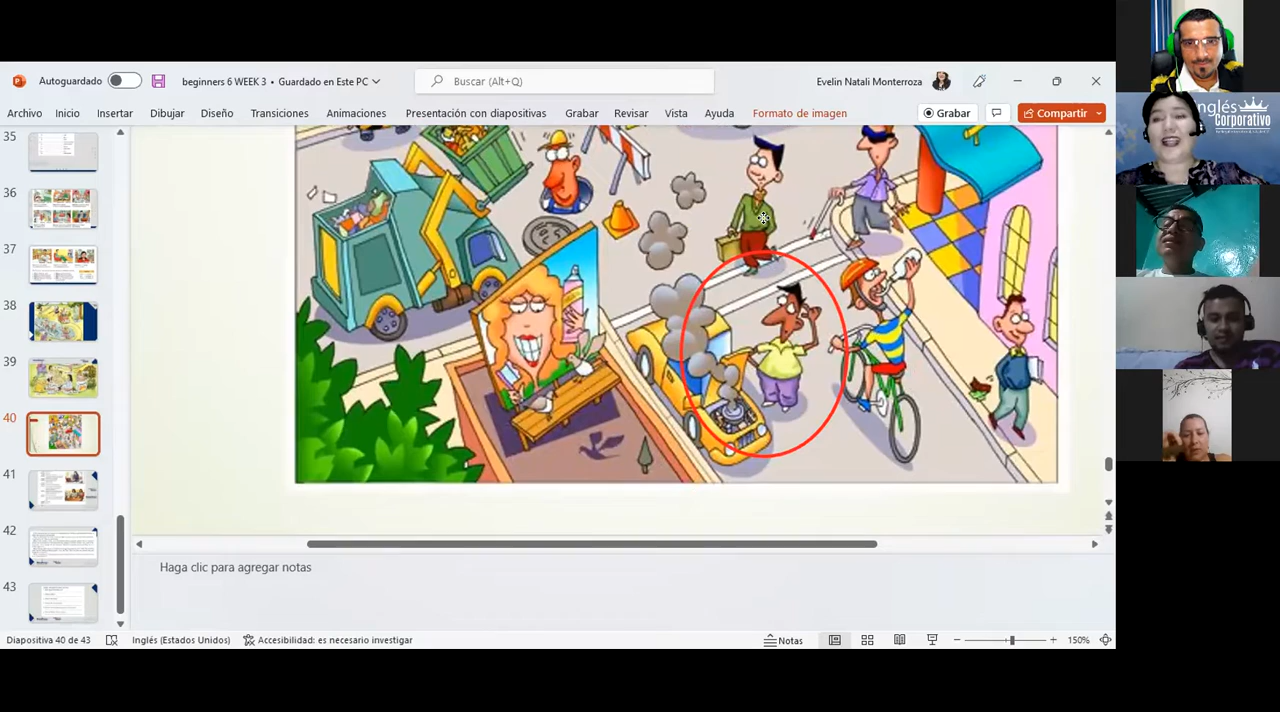 Autoguardado
beginners 6 WEEK 3 • Guardado en Este PC
Buscar (Alt+Q)
Evelin Natali Monterroza
Archivo Inicio Insertar Dibujar Diseño Transiciones Animaciones Presentación con diapositivas Grabar Revisar Vista Ayuda Formato de imagen Grabar Compartir
Inglés
Corporativo
35
36
37
38
39
40
41
42
43
Haga clic para agregar notas
Diapositiva 40 de 43 Inglés (Estados Unidos) Accesibilidad: es necesario investigar Notas 150%